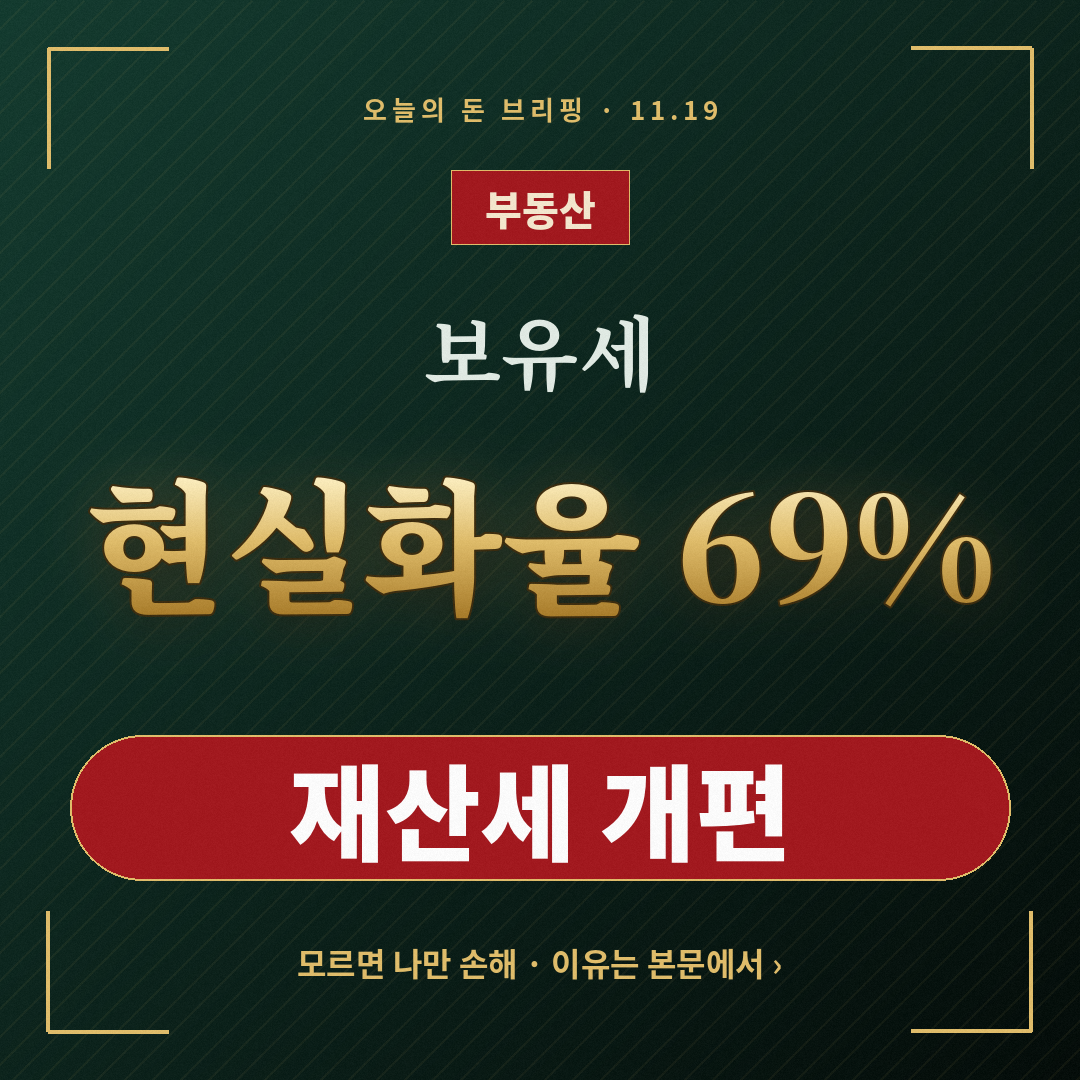 오늘의 돈 브리핑 · 11.19
부동산
보유세
현실화율 69%
재산세 개편
모르면 나만 손해 · 이유는 본문에서 ›